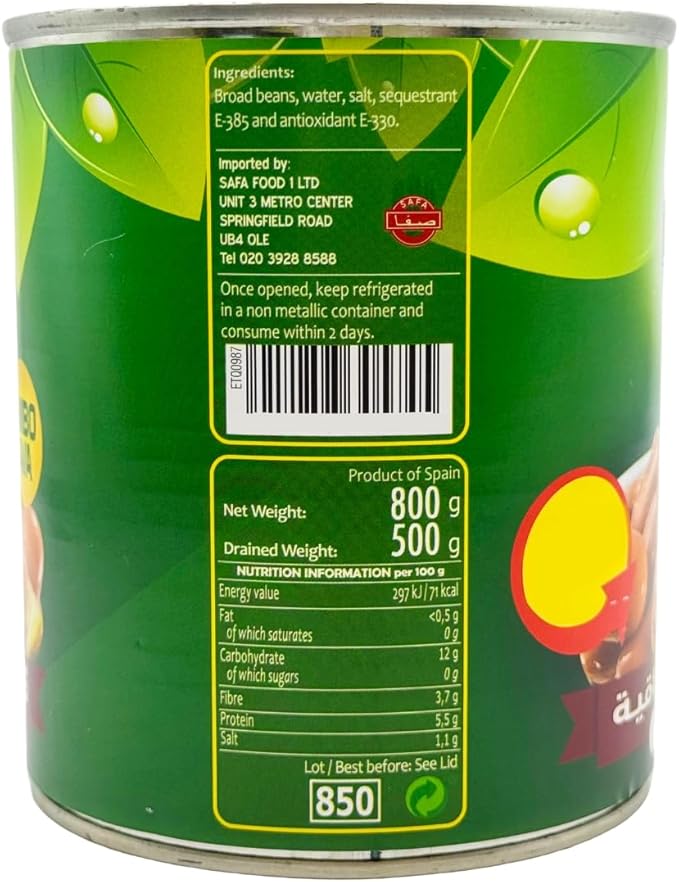 Ingredients:
Broad beans, water, salt, sequestrant
E-385 and antioxidant E-330.
Imported by:
SAFA FOOD 1 LTD
UNIT 3 METRO CENTER
SPRINGFIELD ROAD
UB4 OLE
Tel 020 3928 8588
SAFA
صفا
Once opened, keep refrigerated
in a non metallic container and
consume within 2 days.
ETQ0987
Product of Spain
Net Weight: 800 g
Drained Weight: 500 g
NUTRITION INFORMATION per 100 g
Energy value 297 kJ/71 kcal
Fat <0,5 g
of which saturates 0 g
Carbohydrate 12 g
of which sugars 0 g
Fibre 3,7 g
Protein 5,5 g
Salt 1,1 g
Lot / Best before: See Lid
850